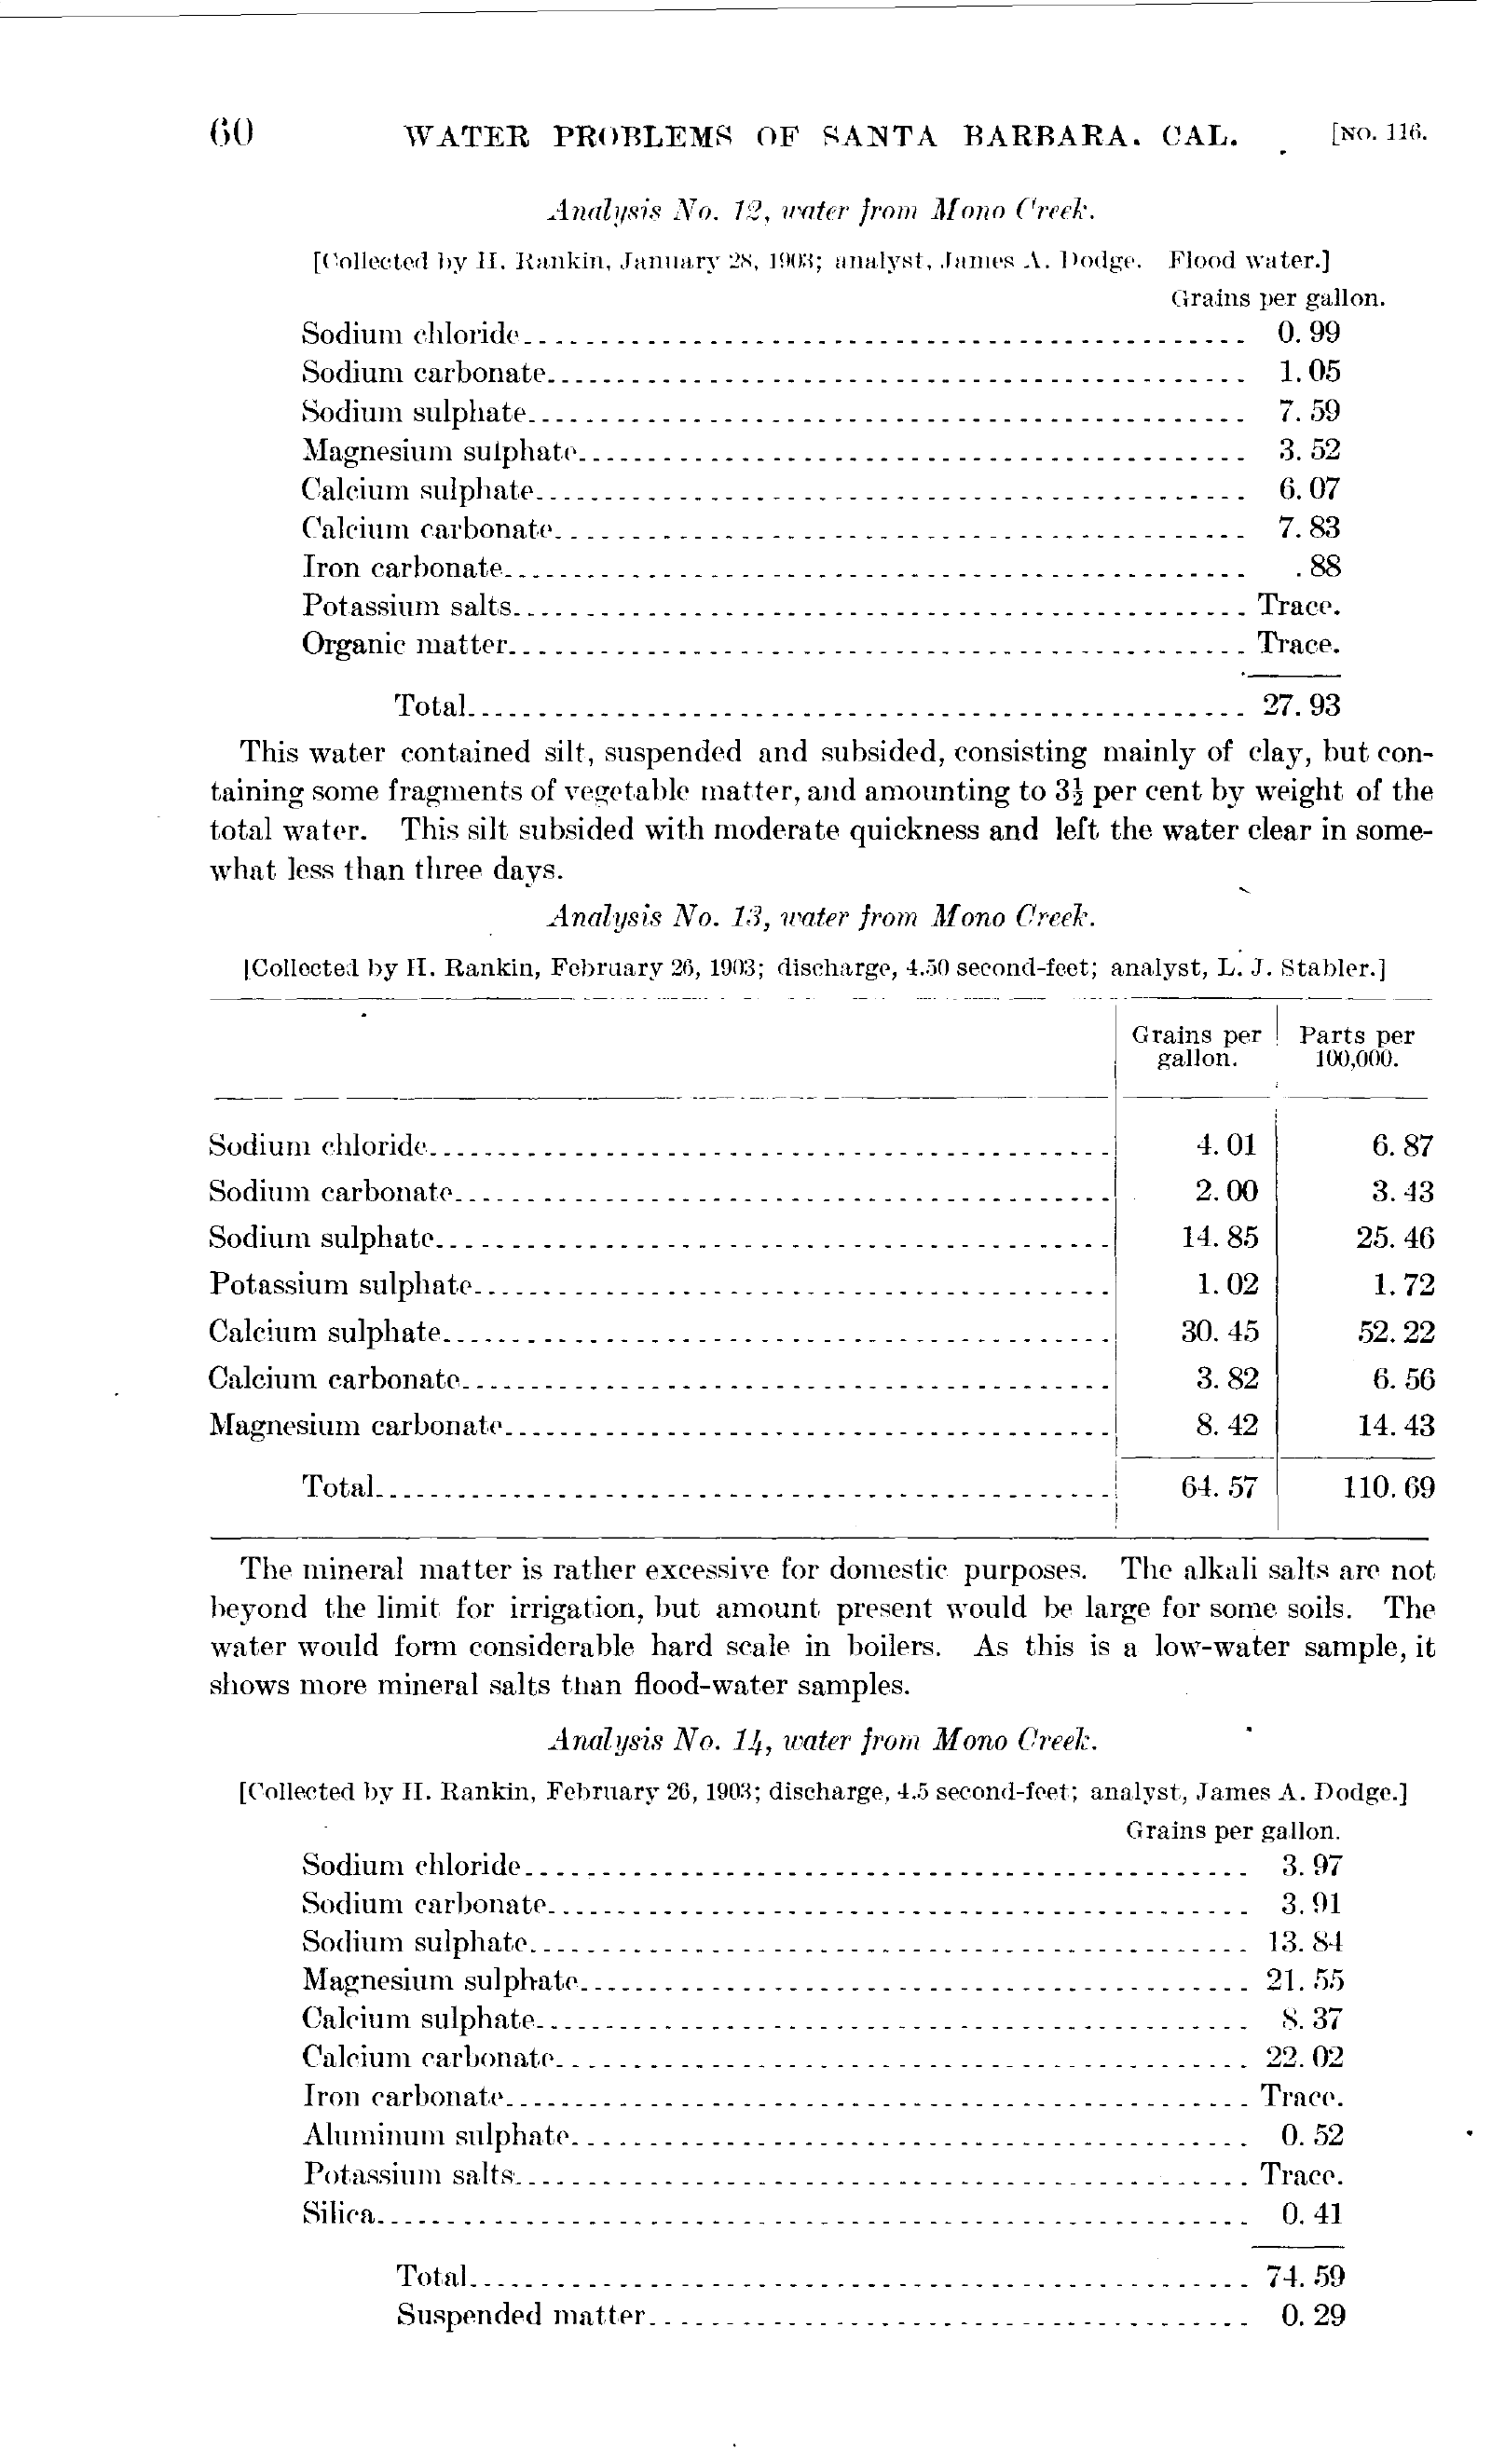 60 WATER PROBLEMS OF SANTA BARBARA. CAL. [NO. 116.
Analysis No. 12, water from Mono Creek.
[Collected by H. Rankin, January 28, 1903; analyst, James A. Dodge. Flood water.]
Grains per gallon.
Sodium chloride 0.99
Sodium carbonate 1.05
Sodium sulphate 7.59
Magnesium sulphate 3.52
Calcium sulphate 6.07
Calcium carbonate 7.83
Iron carbonate .88
Potassium salts Trace.
Organic matter Trace.
Total 27.93
This water contained silt, suspended and subsided, consisting mainly of clay, but con-
taining some fragments of vegetable matter, and amounting to 3½ per cent by weight of the
total water. This silt subsided with moderate quickness and left the water clear in some-
what less than three days.
Analysis No. 13, water from Mono Creek.
[Collected by H. Rankin, February 26, 1903; discharge, 4.50 second-feet; analyst, L. J. Stabler.]
Grains per Parts per
gallon. 100,000.
Sodium chloride 4.01 6.87
Sodium carbonate 2.00 3.43
Sodium sulphate 14.85 25.46
Potassium sulphate 1.02 1.72
Calcium sulphate 30.45 52.22
Calcium carbonate 3.82 6.56
Magnesium carbonate 8.42 14.43
Total 64.57 110.69
The mineral matter is rather excessive for domestic purposes. The alkali salts are not
beyond the limit for irrigation, but amount present would be large for some soils. The
water would form considerable hard scale in boilers. As this is a low-water sample, it
shows more mineral salts than flood-water samples.
Analysis No. 14, water from Mono Creek.
[Collected by H. Rankin, February 26, 1903; discharge, 4.5 second-feet; analyst, James A. Dodge.]
Grains per gallon.
Sodium chloride 3.97
Sodium carbonate 3.91
Sodium sulphate 13.84
Magnesium sulphate 21.55
Calcium sulphate 8.37
Calcium carbonate 22.02
Iron carbonate Trace.
Aluminum sulphate 0.52
Potassium salts Trace.
Silica 0.41
Total 74.59
Suspended matter 0.29